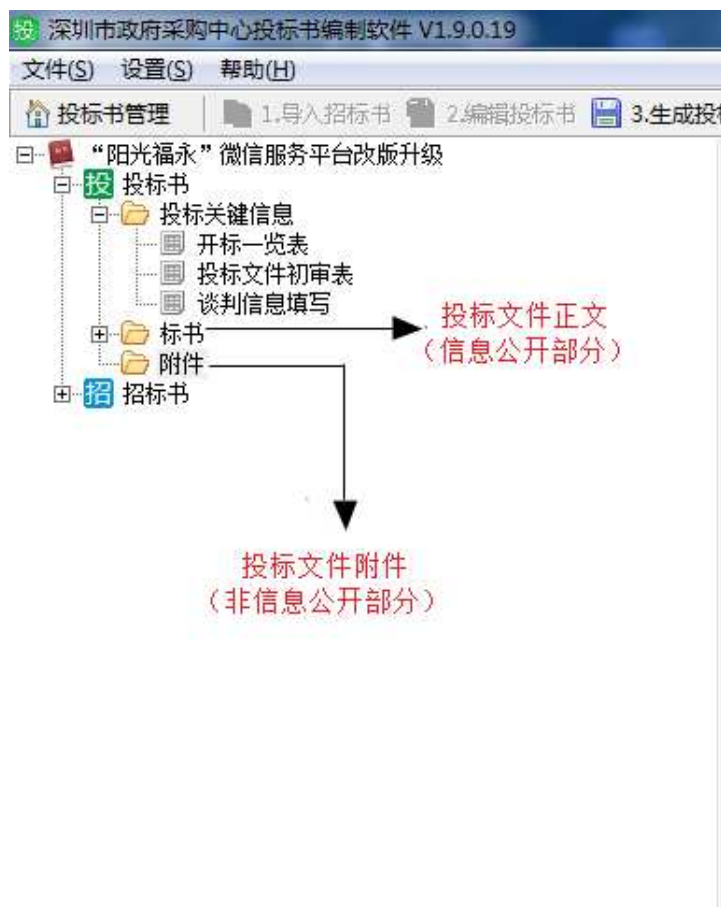 投 深圳市政府采购中心投标书编制软件 V1.9.0.19
文件(S) 设置(S) 帮助(H)
投标书管理 1.导入招标书 2.编辑投标书 3.生成投标
“阳光福永”微信服务平台改版升级
投 投标书
投标关键信息
开标一览表
投标文件初审表
谈判信息填写
标书
附件
招 招标书
投标文件正文
（信息公开部分）
投标文件附件
（非信息公开部分）